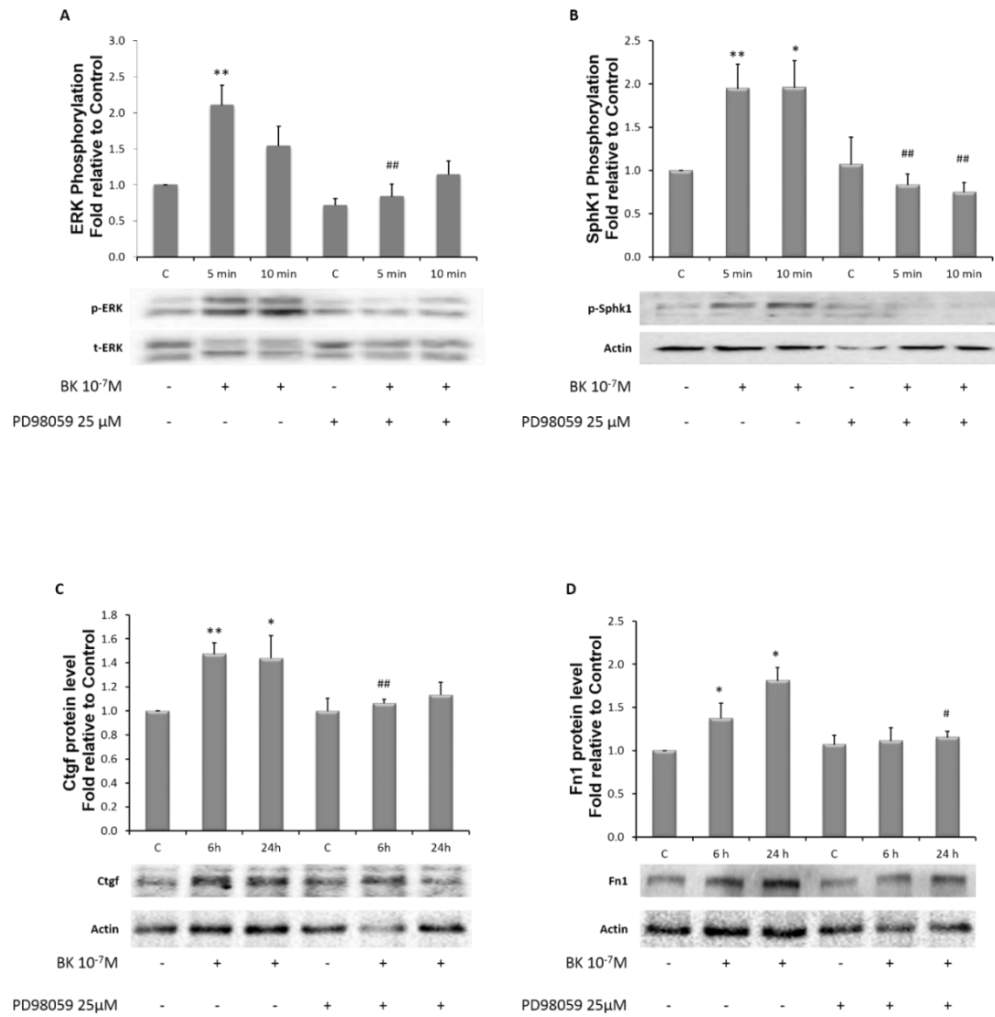 A
ERK Phosphorylation
Fold relative to Control
3.0
2.5
2.0
1.5
1.0
0.5
0.0
**
##
C 5 min 10 min C 5 min 10 min
p-ERK
t-ERK
BK 10⁻⁷M - + + - + +
PD98059 25 µM - - - + + +
B
SphK1 Phosphorylation
Fold relative to Control
2.5
2.0
1.5
1.0
0.5
0.0
** *
## ##
C 5 min 10 min C 5 min 10 min
p-Sphk1
Actin
BK 10⁻⁷M - + + - + +
PD98059 25 µM - - - + + +
C
Ctgf protein level
Fold relative to Control
1.8
1.6
1.4
1.2
1.0
0.8
0.6
0.4
0.2
0.0
** *
##
C 6h 24h C 6h 24h
Ctgf
Actin
BK 10⁻⁷M - + + - + +
PD98059 25µM - - - + + +
D
Fn1 protein level
Fold relative to Control
2.5
2.0
1.5
1.0
0.5
0.0
* *
#
C 6 h 24 h C 6 h 24 h
Fn1
Actin
BK 10⁻⁷M - + + - + +
PD98059 25µM - - - + + +